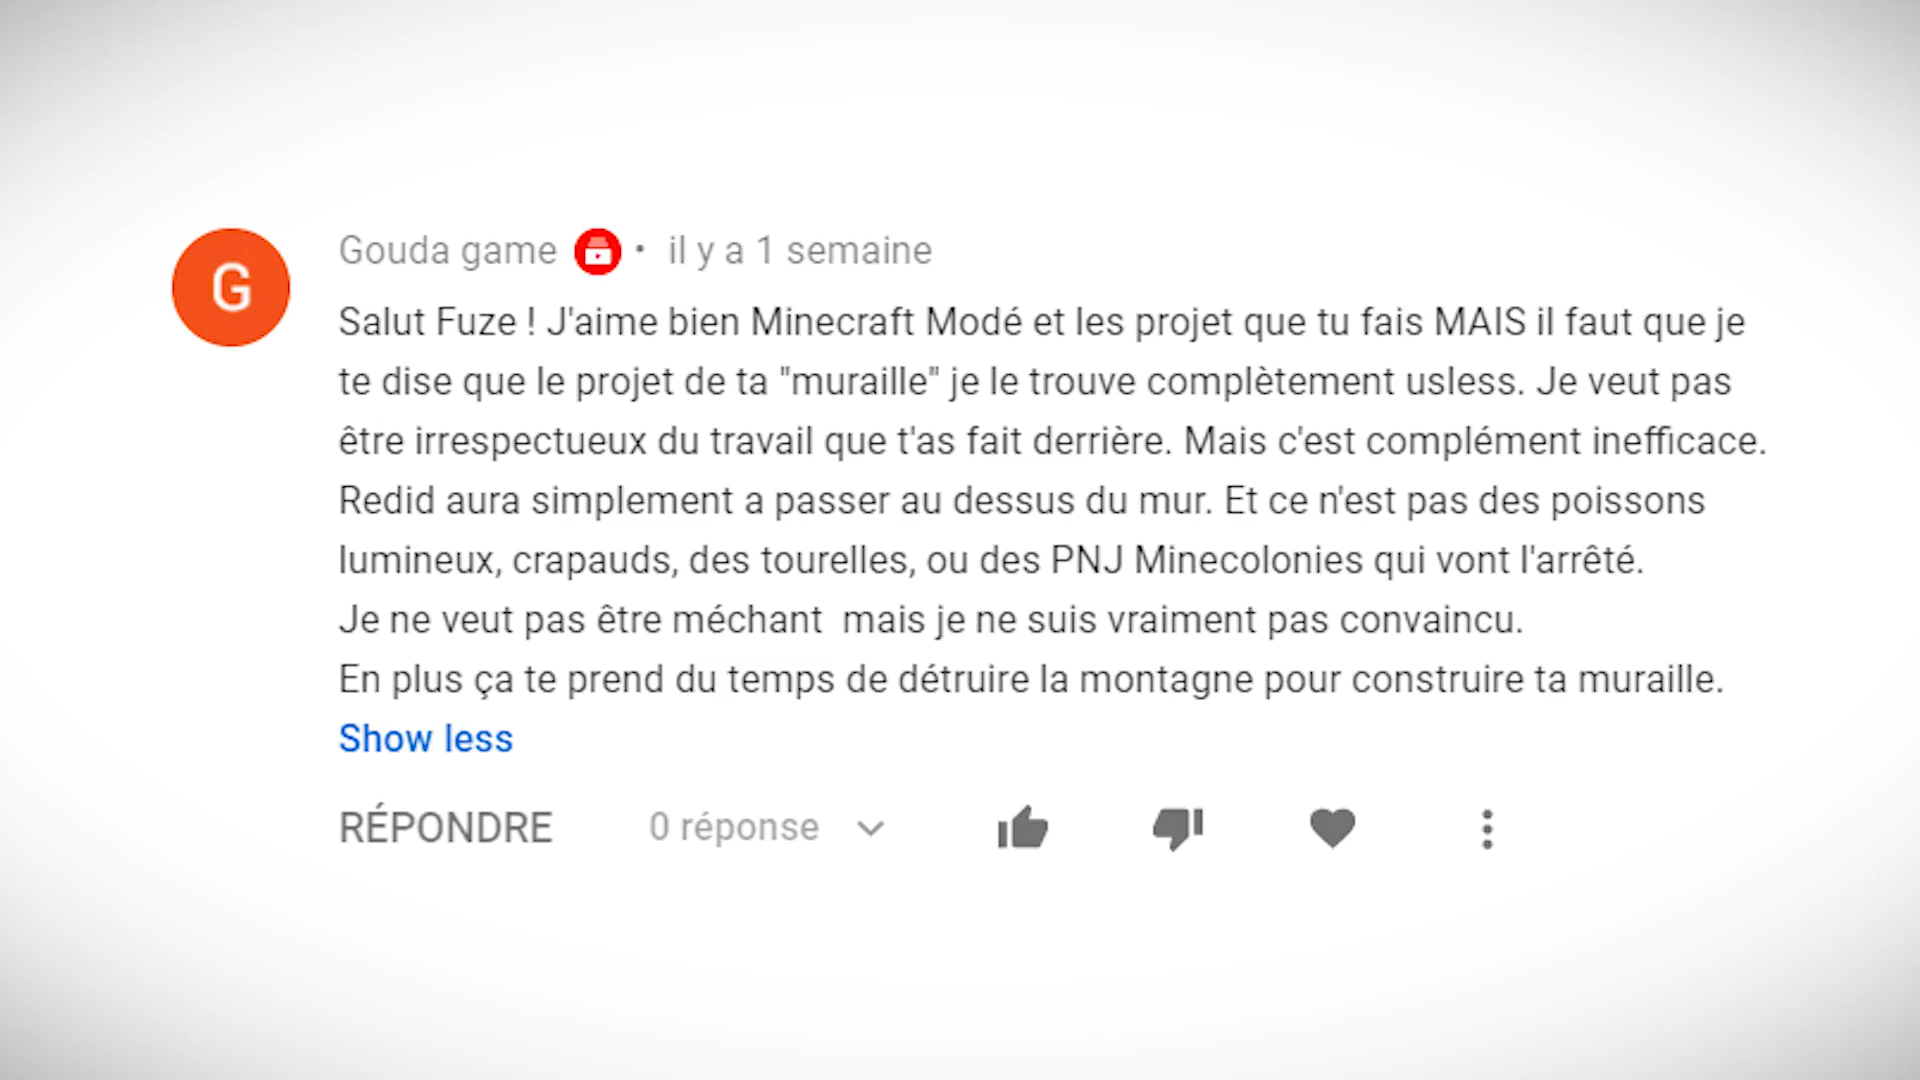 G
Gouda game • il y a 1 semaine
Salut Fuze ! J'aime bien Minecraft Modé et les projet que tu fais MAIS il faut que je
te dise que le projet de ta "muraille" je le trouve complètement usless. Je veut pas
être irrespectueux du travail que t'as fait derrière. Mais c'est complément inefficace.
Redid aura simplement a passer au dessus du mur. Et ce n'est pas des poissons
lumineux, crapauds, des tourelles, ou des PNJ Minecolonies qui vont l'arrêté.
Je ne veut pas être méchant  mais je ne suis vraiment pas convaincu.
En plus ça te prend du temps de détruire la montagne pour construire ta muraille.
Show less
RÉPONDRE 0 réponse